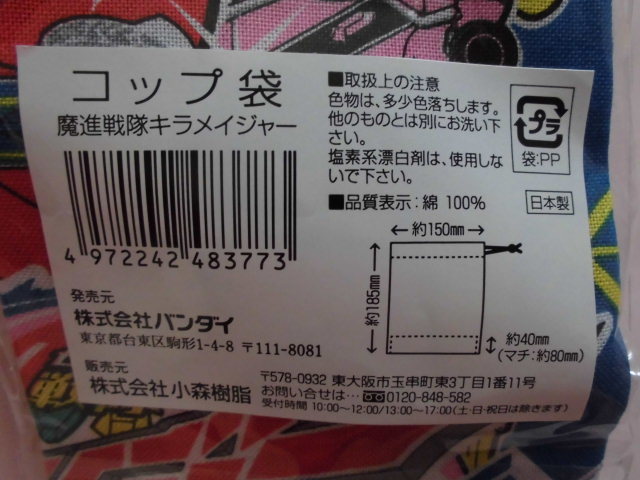 コップ袋
魔進戦隊キラメイジャー
4 972242 483773
発売元
株式会社バンダイ
東京都台東区駒形1-4-8 〒111-8081
販売元
株式会社小森樹脂
〒578-0932 東大阪市玉串町東3丁目1番11号
お問い合せは…0120-848-582
受付時間 10:00~12:00/13:00~17:00(土・日・祝日は除きます)
■取扱上の注意
色物は、多少色落ちします。
他のものとは別にお洗い下
さい。
塩素系漂白剤は、使用しな
いで下さい。
■品質表示:綿 100%
プラ
袋:PP
日本製
約150mm
約185mm
約40mm
(マチ:約80mm)